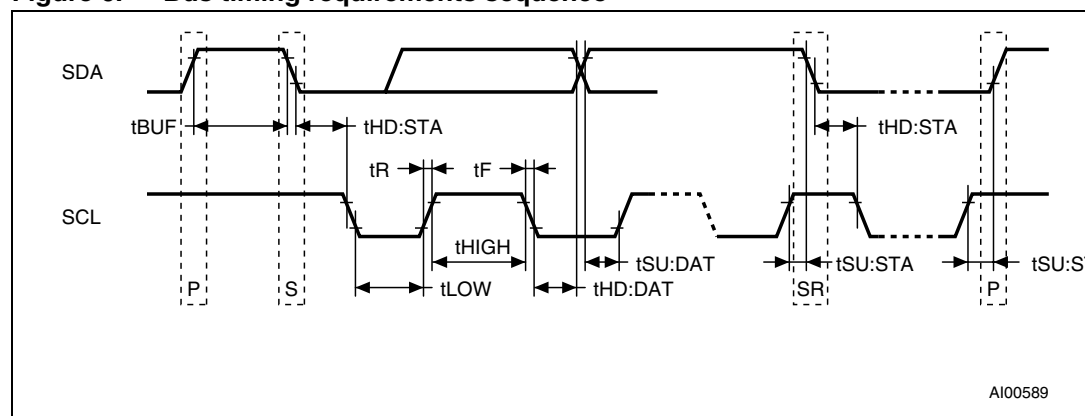 Figure Bus timing requirements sequence
SDA
tBUF
tHD:STA
tHD:STA
tR
tF
SCL
tHIGH
tSU:DAT
tSU:STA
tSU:S
P
S
tLOW
tHD:DAT
SR
P
AI00589